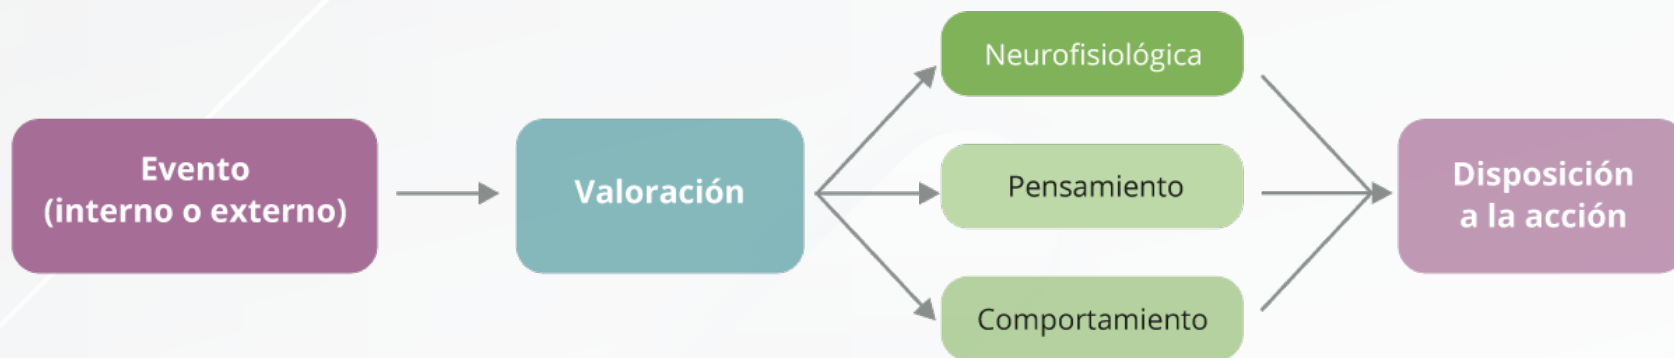 Evento
(interno o externo)
Valoración
Neurofisiológica
Pensamiento
Comportamiento
Disposición
a la acción